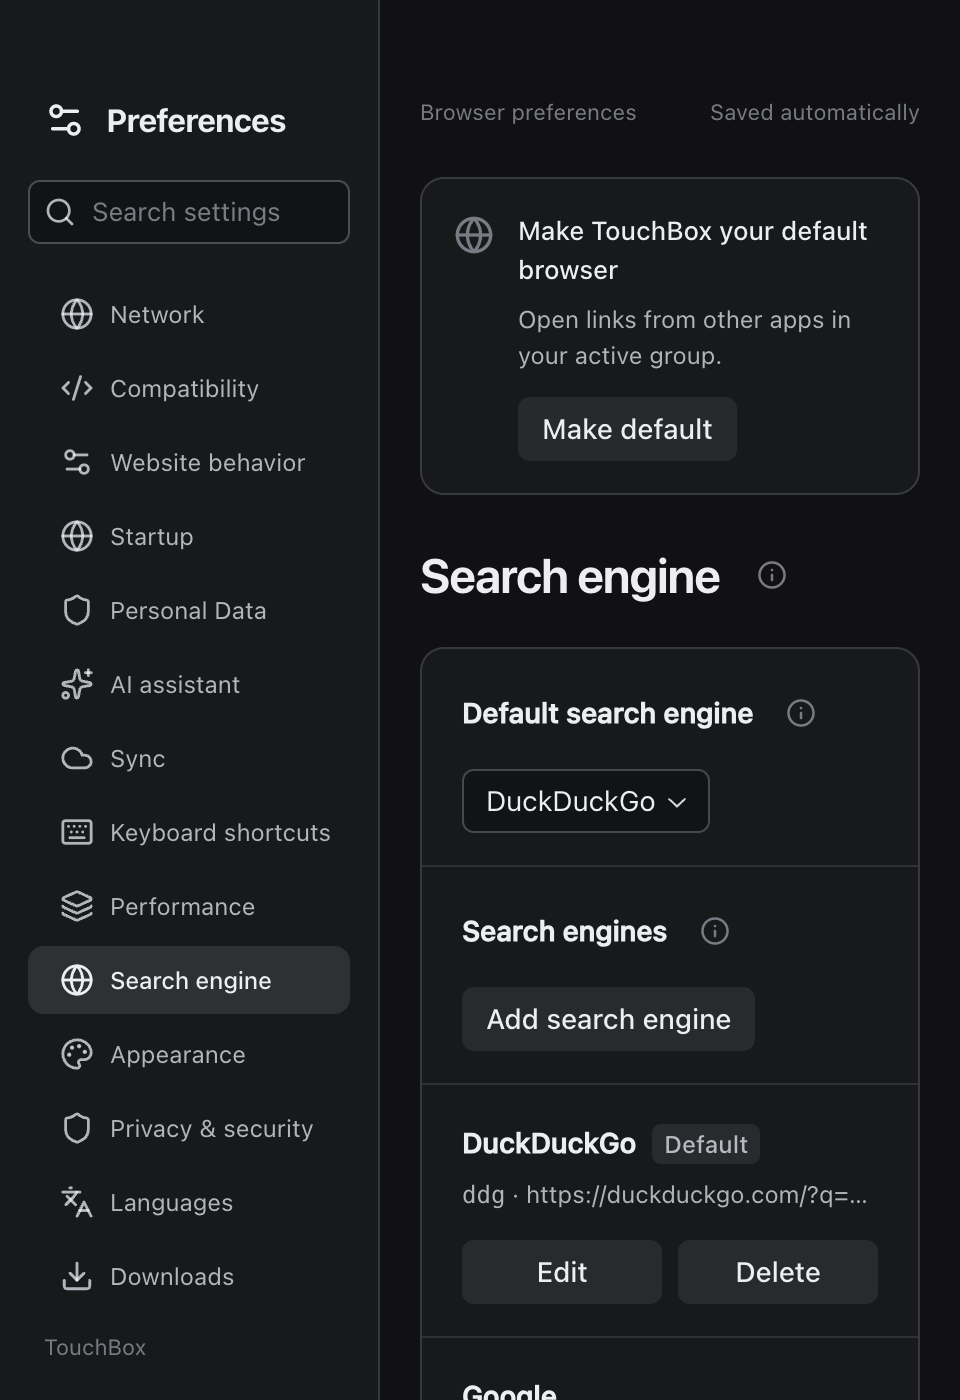 Preferences
Search settings
Network
Compatibility
Website behavior
Startup
Personal Data
AI assistant
Sync
Keyboard shortcuts
Performance
Search engine
Appearance
Privacy & security
Languages
Downloads
TouchBox
Browser preferences
Saved automatically
Make TouchBox your default
browser
Open links from other apps in
your active group.
Make default
Search engine
Default search engine
DuckDuckGo
Search engines
Add search engine
DuckDuckGo Default
ddg · https://duckduckgo.com/?q=...
Edit
Delete
Google